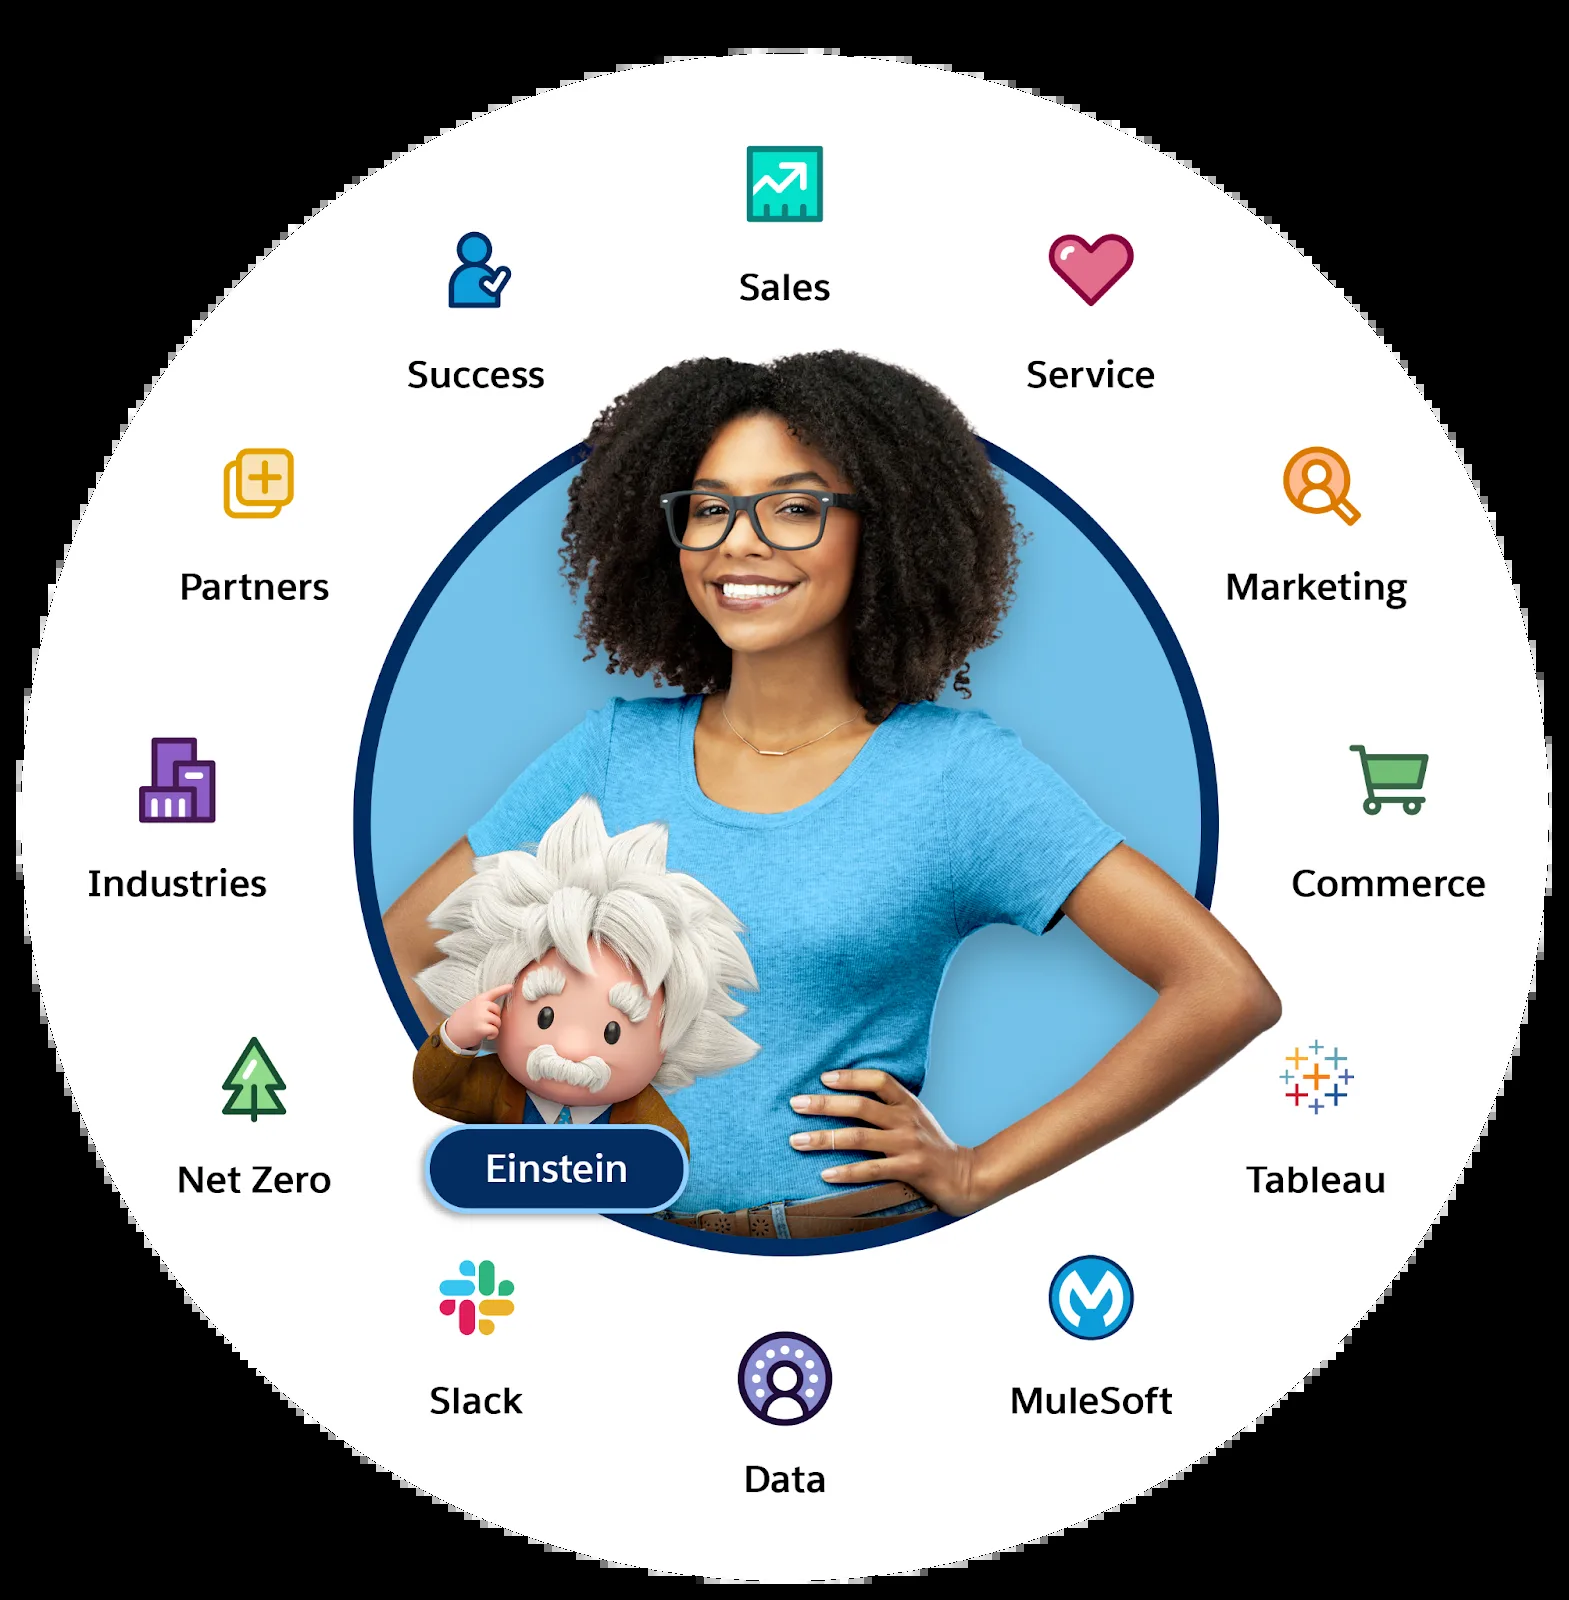 Sales
Service
Success
Marketing
Partners
Commerce
Industries
Tableau
Net Zero
Einstein
MuleSoft
Slack
Data